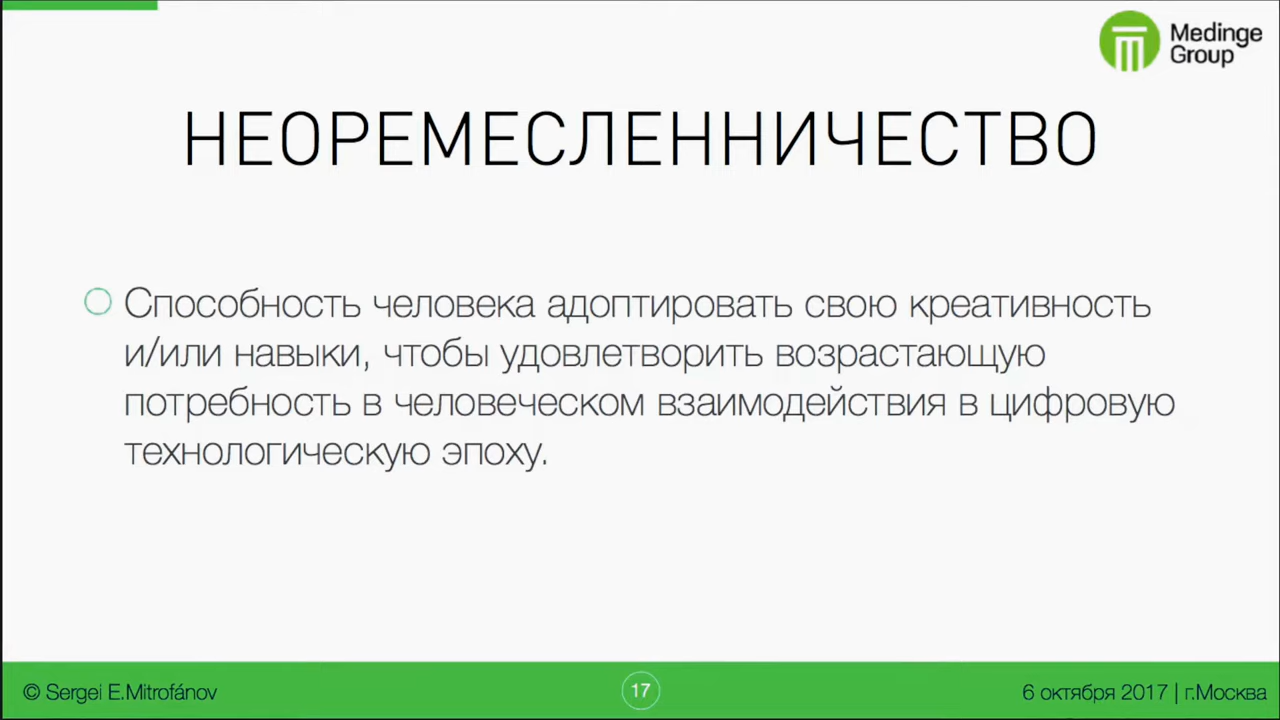 Medinge
Group
НЕОРЕМЕСЛЕННИЧЕСТВО
Способность человека адоптировать свою креативность
и/или навыки, чтобы удовлетворить возрастающую
потребность в человеческом взаимодействия в цифровую
технологическую эпоху.
© Sergei E.Mitrofánov
17
6 октября 2017 | г.Москва